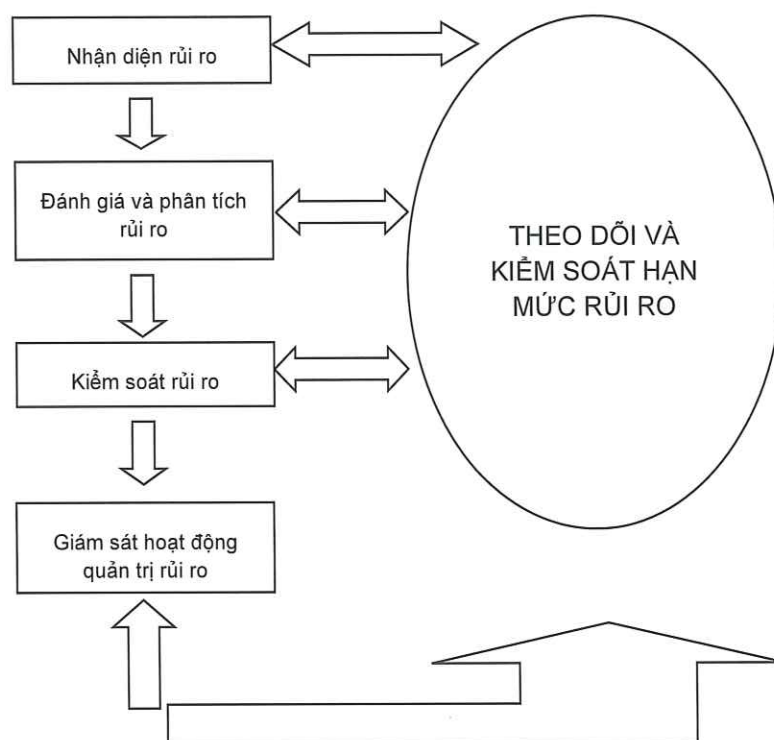 Nhận diện rủi ro
Đánh giá và phân tích
rủi ro
Kiểm soát rủi ro
Giám sát hoạt động
quản trị rủi ro
THEO DÕI VÀ
KIỂM SOÁT HẠN
MỨC RỦI RO